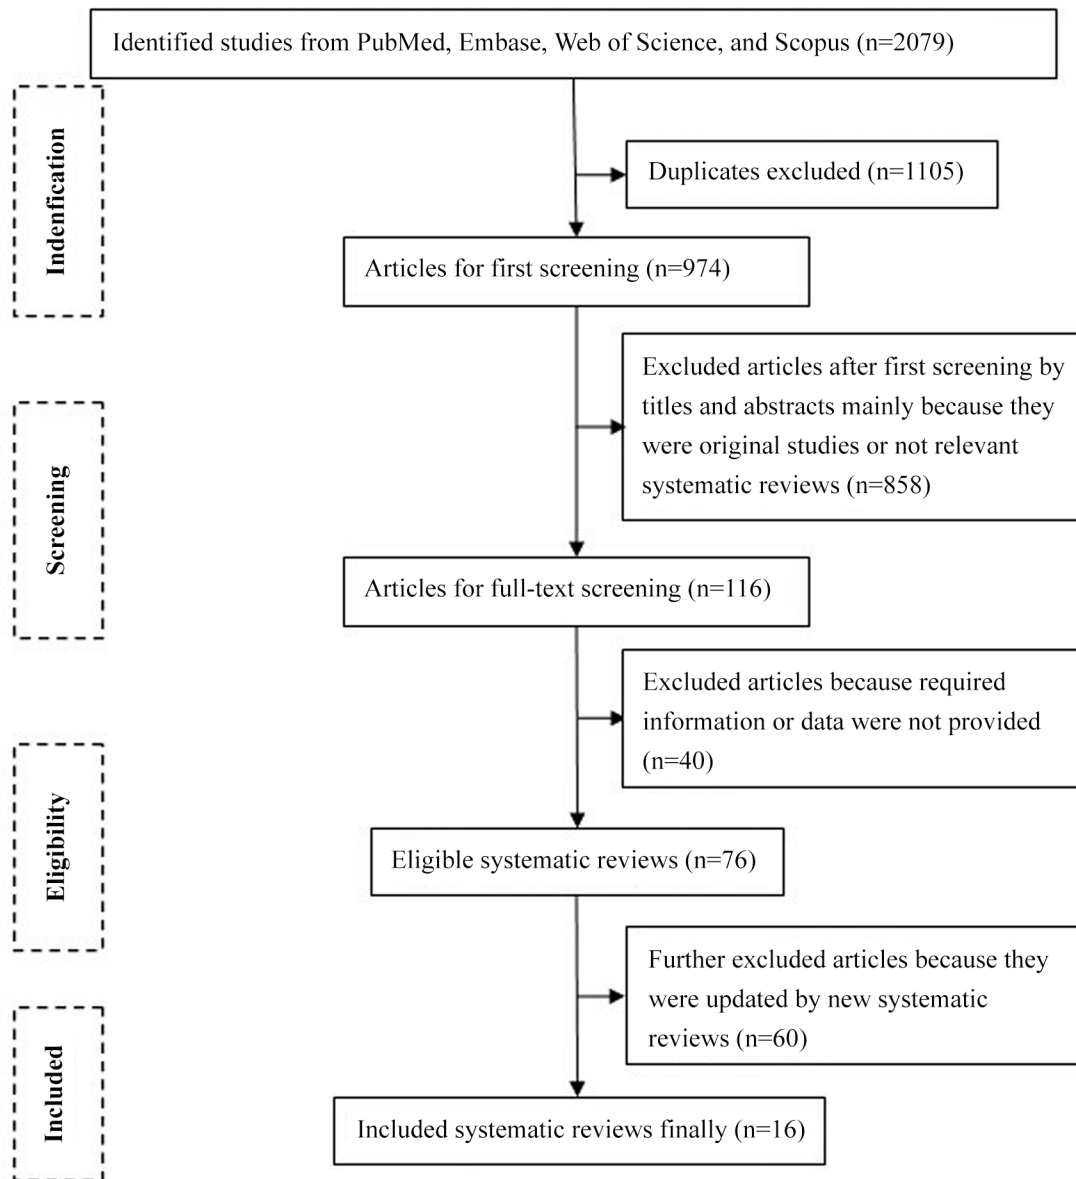 Identified studies from PubMed, Embase, Web of Science, and Scopus (n=2079)
Indenfication
Duplicates excluded (n=1105)
Articles for first screening (n=974)
Excluded articles after first screening by
titles and abstracts mainly because they
were original studies or not relevant
systematic reviews (n=858)
Screening
Articles for full-text screening (n=116)
Excluded articles because required
information or data were not provided
(n=40)
Eligibility
Eligible systematic reviews (n=76)
Further excluded articles because they
were updated by new systematic
reviews (n=60)
Included
Included systematic reviews finally (n=16)